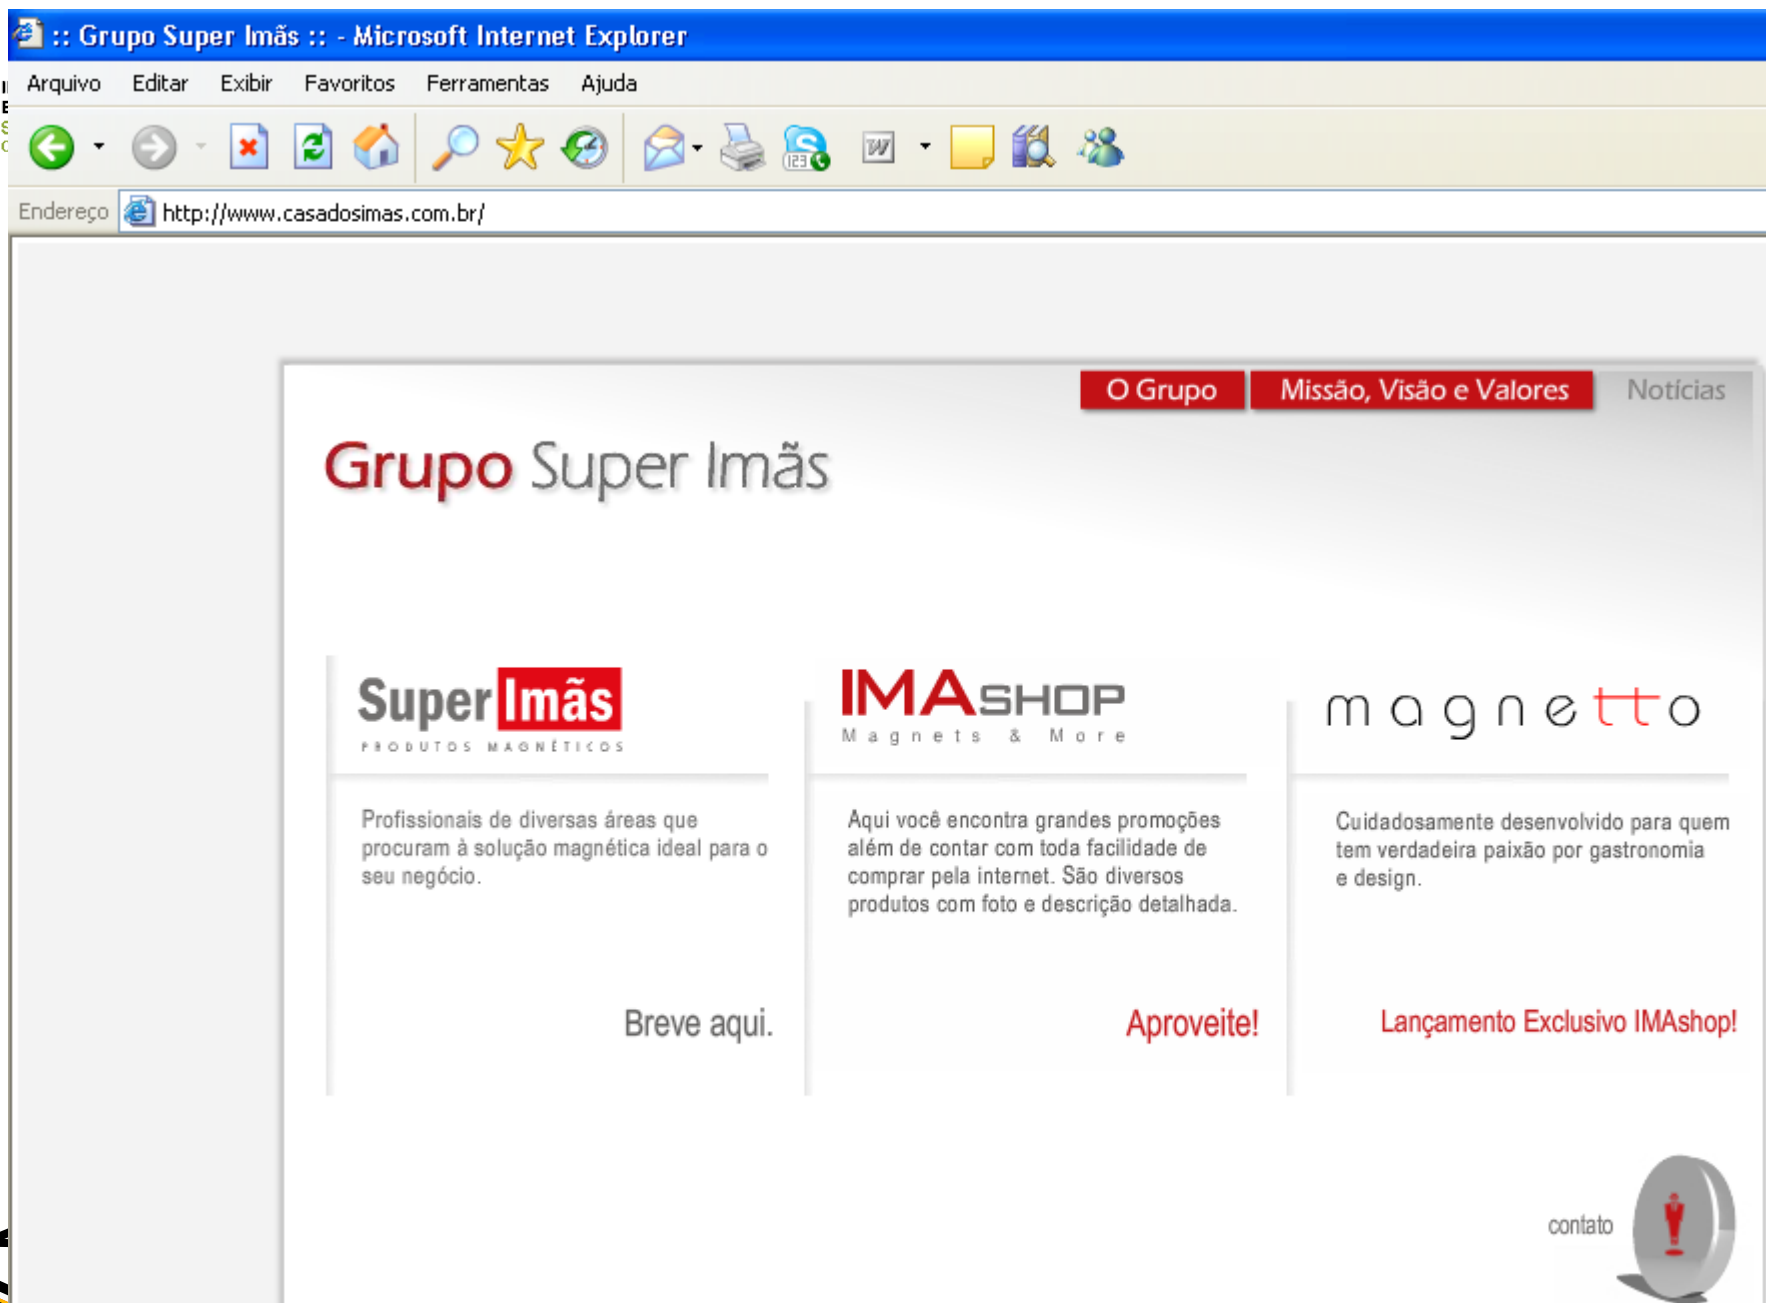 :: Grupo Super Imãs :: - Microsoft Internet Explorer
Arquivo Editar Exibir Favoritos Ferramentas Ajuda
123
W
Endereço http://www.casadosimas.com.br/
O Grupo Missão, Visão e Valores Notícias
Grupo Super Imãs
Super Imãs
PRODUTOS MAGNÉTICOS
Profissionais de diversas áreas que
procuram à solução magnética ideal para o
seu negócio.
Breve aqui.
IMASHOP
Magnets & More
Aqui você encontra grandes promoções
além de contar com toda facilidade de
comprar pela internet. São diversos
produtos com foto e descrição detalhada.
Aproveite!
magnetto
Cuidadosamente desenvolvido para quem
tem verdadeira paixão por gastronomia
e design.
Lançamento Exclusivo IMAshop!
contato